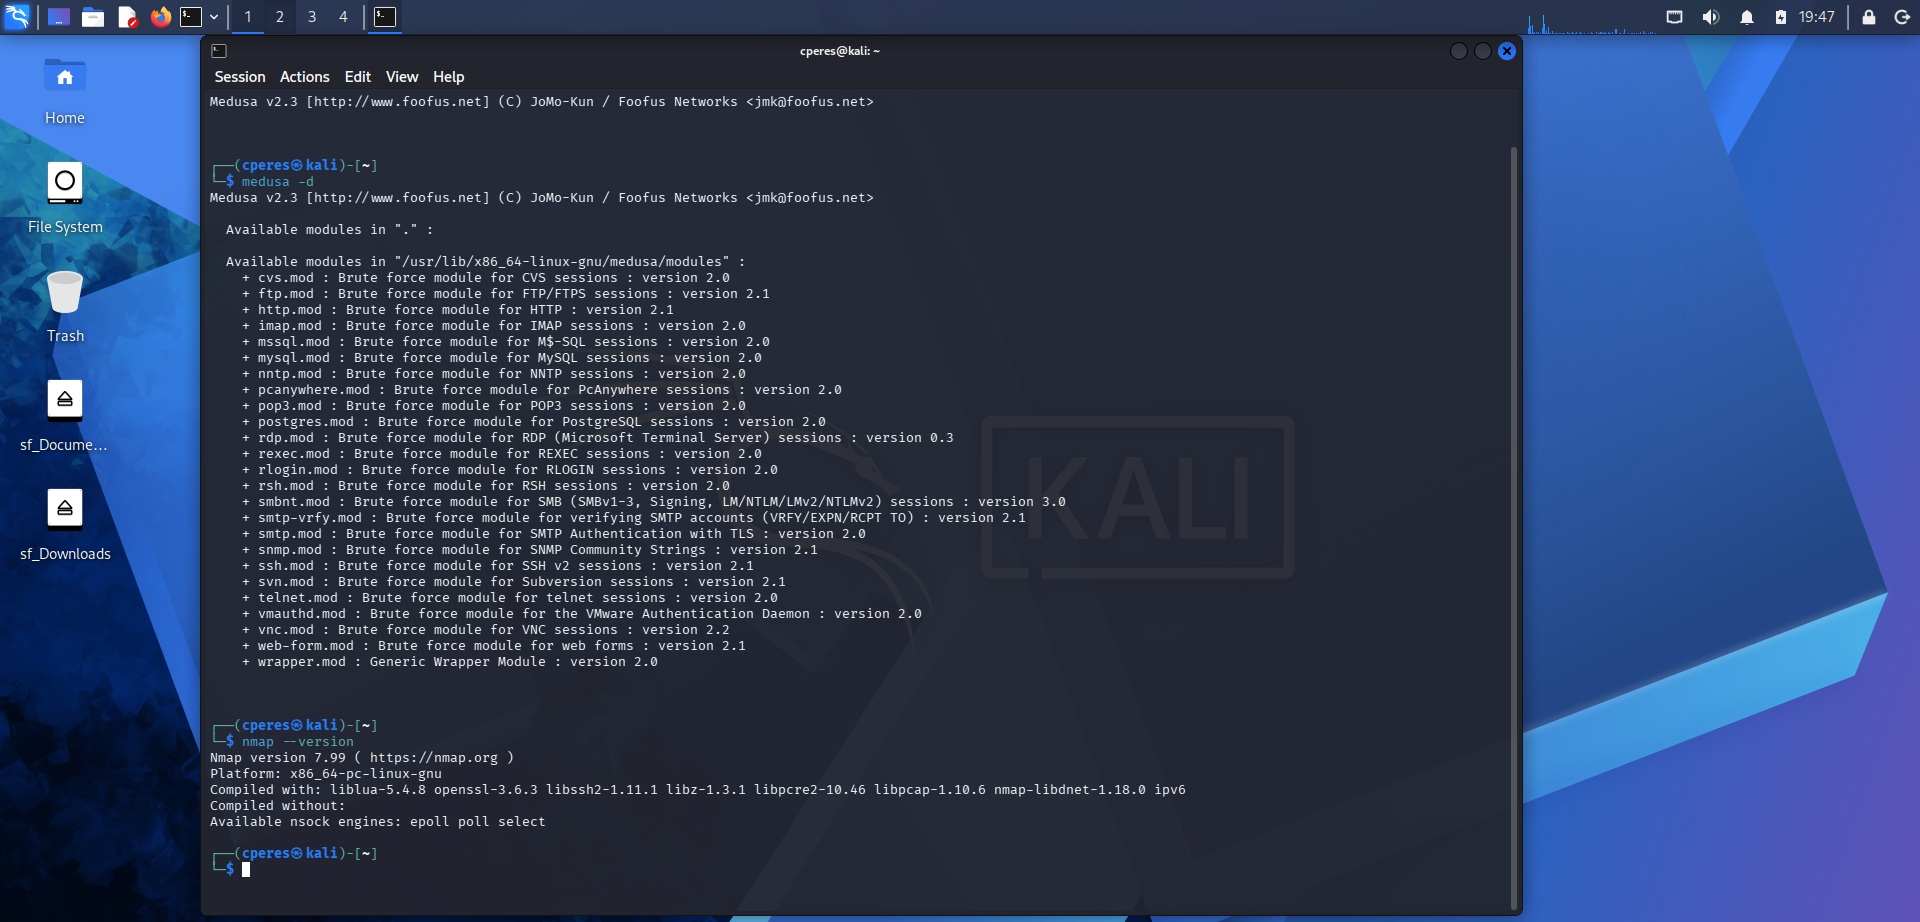 1 2 3 4 19:47
Home
File System
Trash
sf_Docume...
sf_Downloads
cperes@kali: ~
Session Actions Edit View Help
Medusa v2.3 [http://www.foofus.net] (C) JoMo-Kun / Foofus Networks <jmk@foofus.net>
┌──(cperes㉿kali)-[~]
└─$ medusa -d
Medusa v2.3 [http://www.foofus.net] (C) JoMo-Kun / Foofus Networks <jmk@foofus.net>
Available modules in "." :
Available modules in "/usr/lib/x86_64-linux-gnu/medusa/modules" :
+ cvs.mod : Brute force module for CVS sessions : version 2.0
+ ftp.mod : Brute force module for FTP/FTPS sessions : version 2.1
+ http.mod : Brute force module for HTTP : version 2.1
+ imap.mod : Brute force module for IMAP sessions : version 2.0
+ mssql.mod : Brute force module for M$-SQL sessions : version 2.0
+ mysql.mod : Brute force module for MySQL sessions : version 2.0
+ nntp.mod : Brute force module for NNTP sessions : version 2.0
+ pcanywhere.mod : Brute force module for PcAnywhere sessions : version 2.0
+ pop3.mod : Brute force module for POP3 sessions : version 2.0
+ postgres.mod : Brute force module for PostgreSQL sessions : version 2.0
+ rdp.mod : Brute force module for RDP (Microsoft Terminal Server) sessions : version 0.3
+ rexec.mod : Brute force module for REXEC sessions : version 2.0
+ rlogin.mod : Brute force module for RLOGIN sessions : version 2.0
+ rsh.mod : Brute force module for RSH sessions : version 2.0
+ smbnt.mod : Brute force module for SMB (SMBv1-3, Signing, LM/NTLM/LMv2/NTLMv2) sessions : version 3.0
+ smtp-vrfy.mod : Brute force module for verifying SMTP accounts (VRFY/EXPN/RCPT TO) : version 2.1
+ smtp.mod : Brute force module for SMTP Authentication with TLS : version 2.0
+ snmp.mod : Brute force module for SNMP Community Strings : version 2.1
+ ssh.mod : Brute force module for SSH v2 sessions : version 2.1
+ svn.mod : Brute force module for Subversion sessions : version 2.1
+ telnet.mod : Brute force module for telnet sessions : version 2.0
+ vmauthd.mod : Brute force module for the VMware Authentication Daemon : version 2.0
+ vnc.mod : Brute force module for VNC sessions : version 2.2
+ web-form.mod : Brute force module for web forms : version 2.1
+ wrapper.mod : Generic Wrapper Module : version 2.0
┌──(cperes㉿kali)-[~]
└─$ nmap --version
Nmap version 7.99 ( https://nmap.org )
Platform: x86_64-pc-linux-gnu
Compiled with: liblua-5.4.8 openssl-3.6.3 libssh2-1.11.1 libz-1.3.1 libpcre2-10.46 libpcap-1.10.6 nmap-libdnet-1.18.0 ipv6
Compiled without:
Available nsock engines: epoll poll select
┌──(cperes㉿kali)-[~]
└─$
KALI